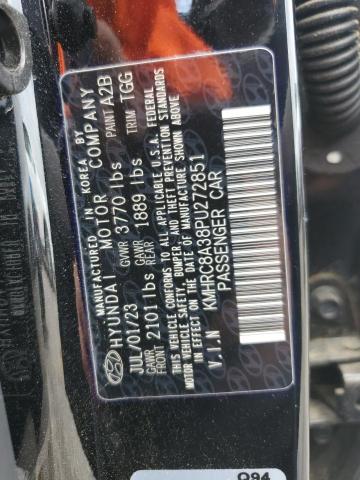 MANUFACTURED IN KOREA BY
HYUNDAI MOTOR COMPANY
JUL/01/23 GVWR 3770 lbs PAINT A2B
GAWR FRONT 2101 lbs GAWR REAR 1889 lbs TRIM TGG
THIS VEHICLE CONFORMS TO ALL APPLICABLE U.S.A. FEDERAL
MOTOR VEHICLE SAFETY, BUMPER, AND THEFT PREVENTION STANDARDS
IN EFFECT ON THE DATE OF MANUFACTURE SHOWN ABOVE
V.I.N KMHRC8A38PU272851
PASSENGER CAR
094